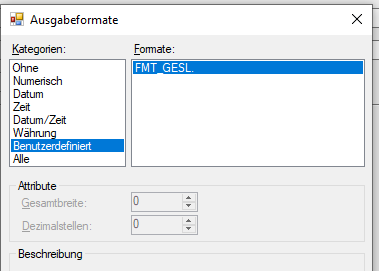 Ausgabeformate
Kategorien:
Formate:
Ohne
Numerisch
Datum
Zeit
Datum/Zeit
Währung
Benutzerdefiniert
Alle
FMT_GESL.
Attribute
Gesamtbreite: 0
Dezimalstellen: 0
Beschreibung